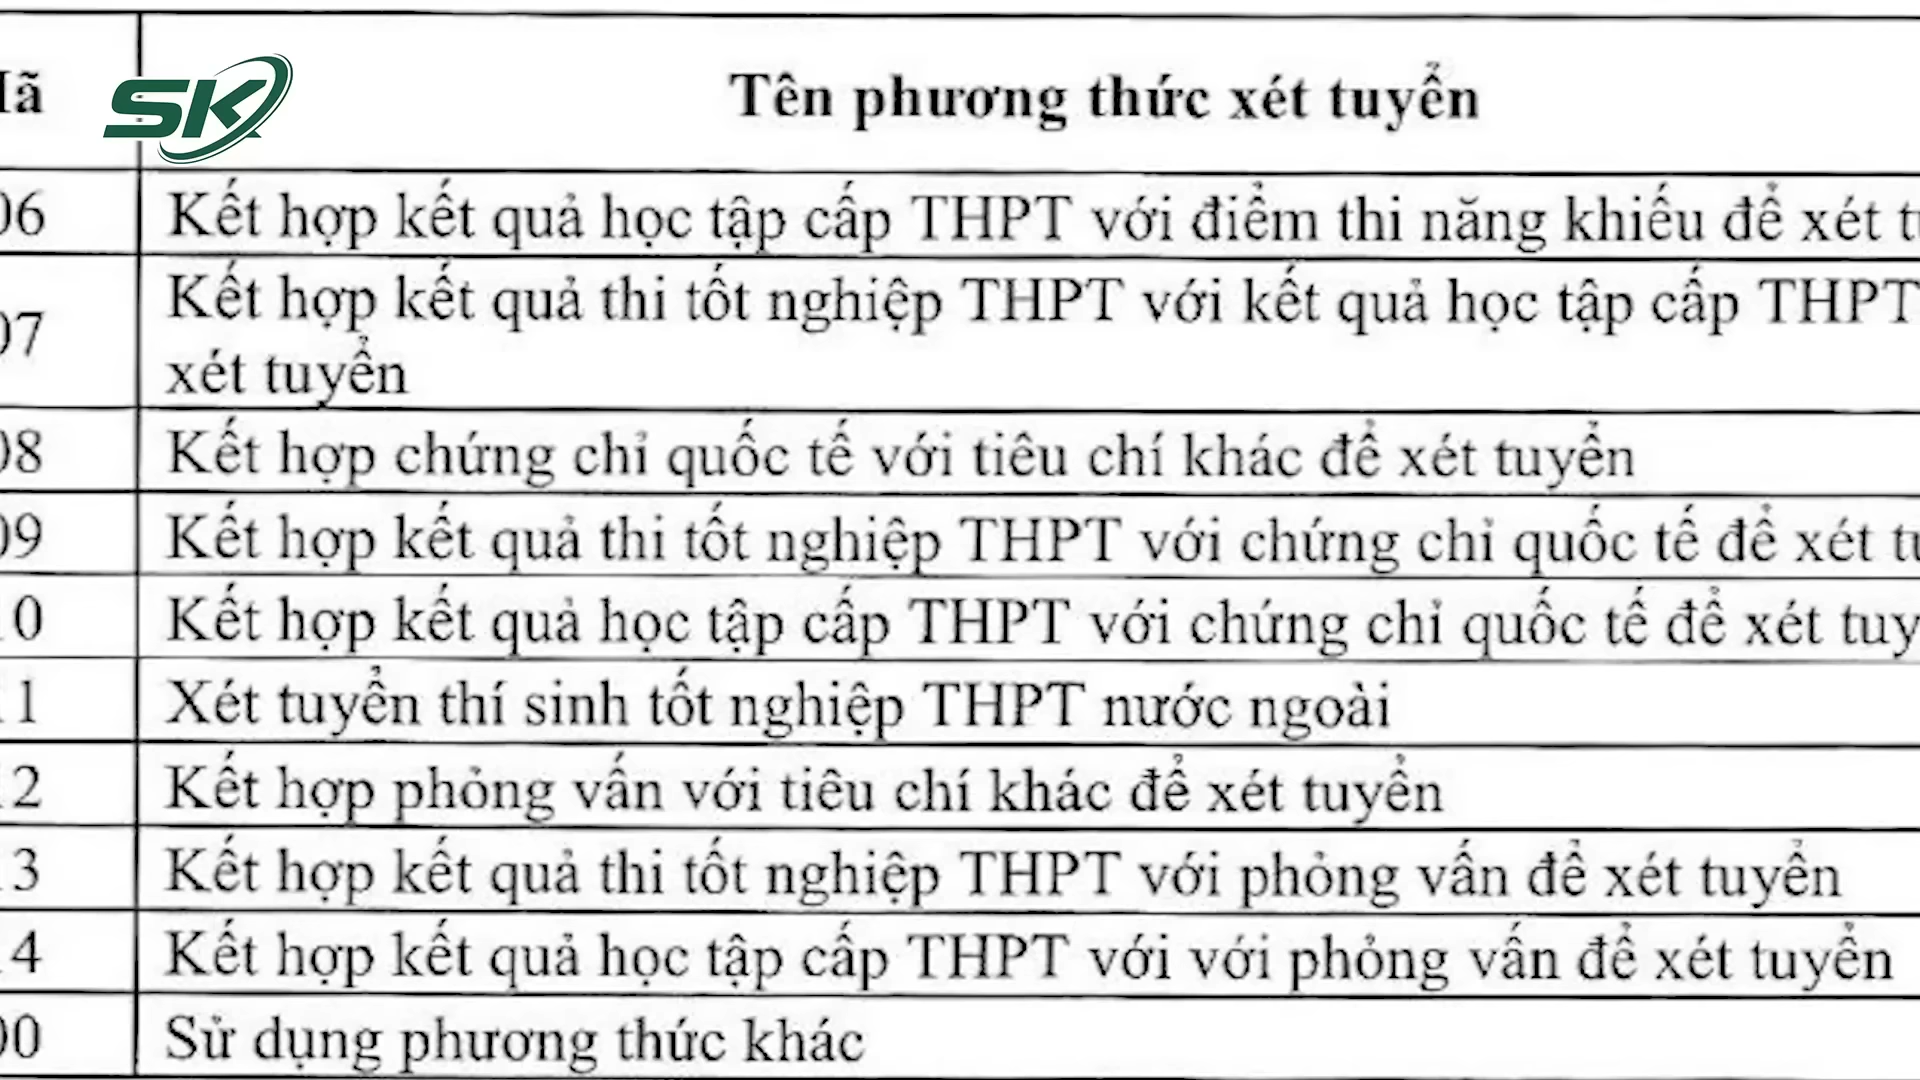 SK
Tên phương thức xét tuyển
06 Kết hợp kết quả học tập cấp THPT với điểm thi năng khiếu để xét
07 Kết hợp kết quả thi tốt nghiệp THPT với kết quả học tập cấp THPT
xét tuyển
08 Kết hợp chứng chỉ quốc tế với tiêu chí khác để xét tuyển
09 Kết hợp kết quả thi tốt nghiệp THPT với chứng chỉ quốc tế để xét
10 Kết hợp kết quả học tập cấp THPT với chứng chỉ quốc tế để xét
11 Xét tuyển thí sinh tốt nghiệp THPT nước ngoài
2 Kết hợp phỏng vấn với tiêu chí khác để xét tuyển
3 Kết hợp kết quả thi tốt nghiệp THPT với phỏng vấn để xét tuyển
4 Kết hợp kết quả học tập cấp THPT với với phỏng vấn để xét tuyển
00 Sử dụng phương thức khác